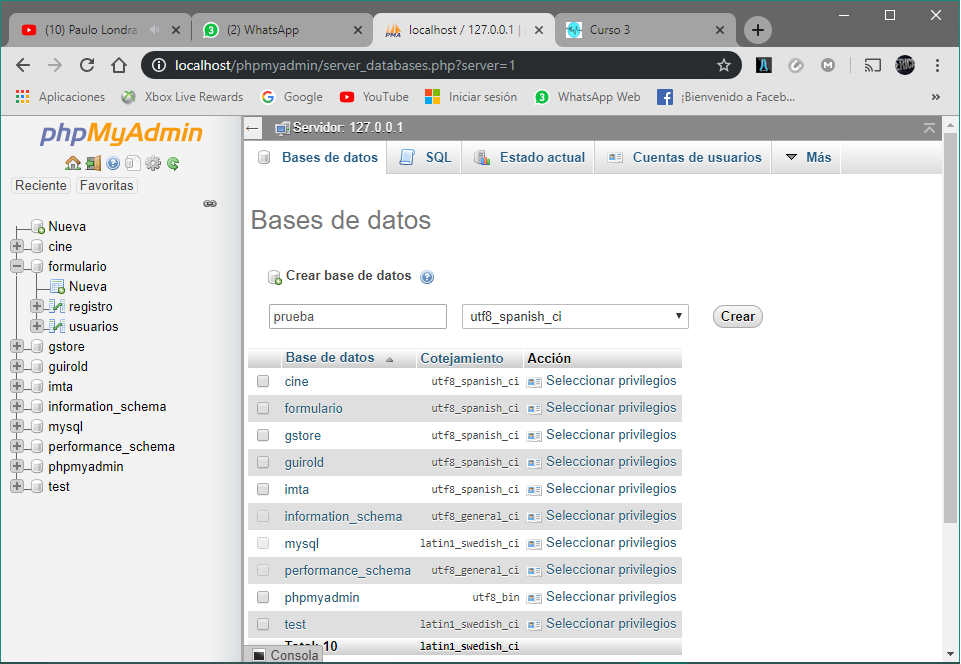 (10) Paulo Londra
3 (2) WhatsApp
PMA localhost / 127.0.0.1 |
Curso 3
localhost/phpmyadmin/server_databases.php?server=1
Aplicaciones Xbox Live Rewards Google YouTube Iniciar sesión 3 WhatsApp Web ¡Bienvenido a Faceb... »
phpMyAdmin
Reciente Favoritas
Nueva
cine
formulario
Nueva
registro
usuarios
gstore
guirold
imta
information_schema
mysql
performance_schema
phpmyadmin
test
Servidor: 127.0.0.1
Bases de datos SQL Estado actual Cuentas de usuarios Más
Bases de datos
Crear base de datos
prueba utf8_spanish_ci Crear
Base de datos Cotejamiento Acción
cine utf8_spanish_ci Seleccionar privilegios
formulario utf8_spanish_ci Seleccionar privilegios
gstore utf8_spanish_ci Seleccionar privilegios
guirold utf8_spanish_ci Seleccionar privilegios
imta utf8_spanish_ci Seleccionar privilegios
information_schema utf8_general_ci Seleccionar privilegios
mysql latin1_swedish_ci Seleccionar privilegios
performance_schema utf8_general_ci Seleccionar privilegios
phpmyadmin utf8_bin Seleccionar privilegios
test latin1_swedish_ci Seleccionar privilegios
Total: 10 latin1_swedish_ci
Consola